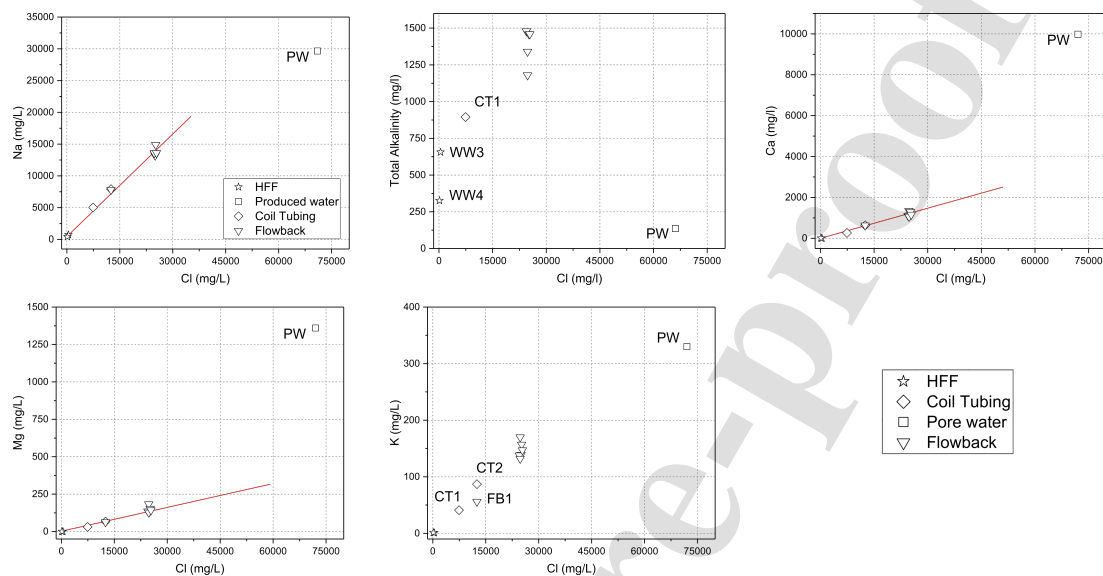 35000
30000
25000
20000
15000
10000
5000
0
Na (mg/L)
PW
HFF
Produced water
Coil Tubing
Flowback
0 15000 30000 45000 60000 75000
Cl (mg/L)
1500
1250
1000
750
500
250
0
Total Alkalinity (mg/l)
CT1
WW3
WW4
PW
0 15000 30000 45000 60000 75000
Cl (mg/l)
10000
8000
6000
4000
2000
0
Ca (mg/l)
PW
0 15000 30000 45000 60000 75000
Cl (mg/L)
1500
1250
1000
750
500
250
0
Mg (mg/L)
PW
0 15000 30000 45000 60000 75000
Cl (mg/L)
400
300
200
100
0
K (mg/L)
PW
CT2
CT1
FB1
0 15000 30000 45000 60000 75000
Cl (mg/L)
HFF
Coil Tubing
Pore water
Flowback
re-proof